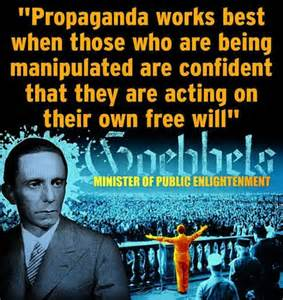 "Propaganda works best
when those who are being
manipulated are confident
that they are acting on
their own free will"
Goebbels
MINISTER OF PUBLIC ENLIGHTENMENT